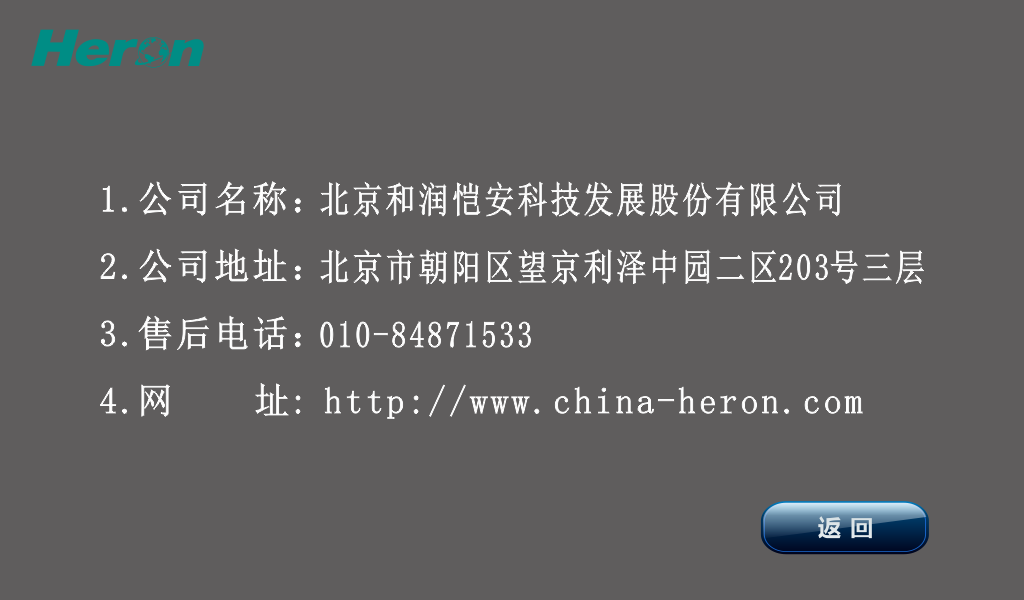 Heron
1.公司名称：北京和润恺安科技发展股份有限公司
2.公司地址：北京市朝阳区望京利泽中园二区203号三层
3.售后电话：010-84871533
4.网    址: http://www.china-heron.com
返回